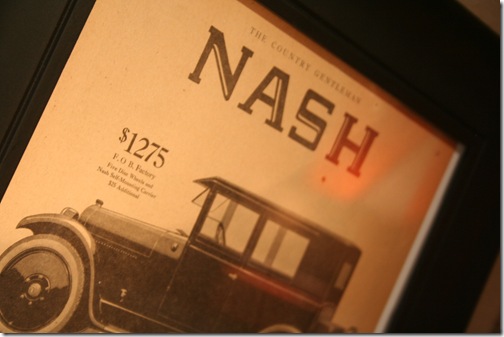 THE COUNTRY GENTLEMAN
NASH
$1275
F. O. B. Factory
Five Disc Wheels and
Nash Self-Mounting Carrier
$25 Additional